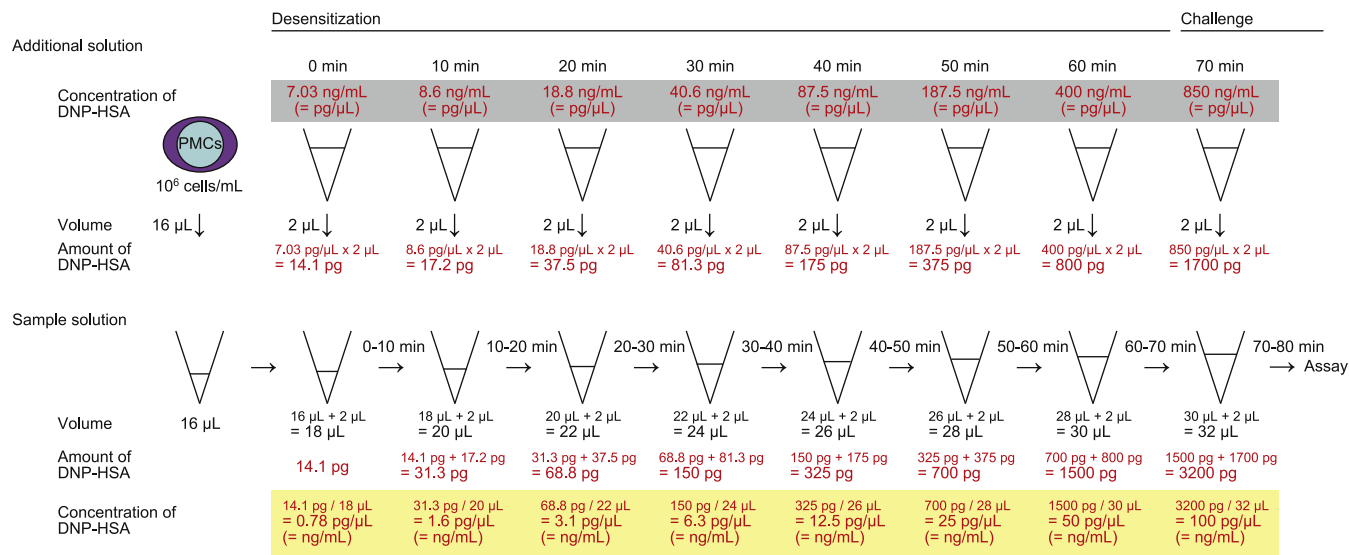 Desensitization Challenge
Additional solution
0 min 10 min 20 min 30 min 40 min 50 min 60 min 70 min
Concentration of 7.03 ng/mL 8.6 ng/mL 18.8 ng/mL 40.6 ng/mL 87.5 ng/mL 187.5 ng/mL 400 ng/mL 850 ng/mL
DNP-HSA (= pg/µL) (= pg/µL) (= pg/µL) (= pg/µL) (= pg/µL) (= pg/µL) (= pg/µL) (= pg/µL)
PMCs
10⁶ cells/mL
Volume 16 µL↓ 2 µL↓ 2 µL↓ 2 µL↓ 2 µL↓ 2 µL↓ 2 µL↓ 2 µL↓ 2 µL↓
Amount of 7.03 pg/µL x 2 µL 8.6 pg/µL x 2 µL 18.8 pg/µL x 2 µL 40.6 pg/µL x 2 µL 87.5 pg/µL x 2 µL 187.5 pg/µL x 2 µL 400 pg/µL x 2 µL 850 pg/µL x 2 µL
DNP-HSA = 14.1 pg = 17.2 pg = 37.5 pg = 81.3 pg = 175 pg = 375 pg = 800 pg = 1700 pg
Sample solution
0-10 min 10-20 min 20-30 min 30-40 min 40-50 min 50-60 min 60-70 min 70-80 min
→ → → → → → → → → Assay
16 µL
Volume 16 µL + 2 µL 18 µL + 2 µL 20 µL + 2 µL 22 µL + 2 µL 24 µL + 2 µL 26 µL + 2 µL 28 µL + 2 µL 30 µL + 2 µL
= 18 µL = 20 µL = 22 µL = 24 µL = 26 µL = 28 µL = 30 µL = 32 µL
Amount of 14.1 pg 14.1 pg + 17.2 pg 31.3 pg + 37.5 pg 68.8 pg + 81.3 pg 150 pg + 175 pg 325 pg + 375 pg 700 pg + 800 pg 1500 pg + 1700 pg
DNP-HSA = 31.3 pg = 68.8 pg = 150 pg = 325 pg = 700 pg = 1500 pg = 3200 pg
Concentration of 14.1 pg / 18 µL 31.3 pg / 20 µL 68.8 pg / 22 µL 150 pg / 24 µL 325 pg / 26 µL 700 pg / 28 µL 1500 pg / 30 µL 3200 pg / 32 µL
DNP-HSA = 0.78 pg/µL = 1.6 pg/µL = 3.1 pg/µL = 6.3 pg/µL = 12.5 pg/µL = 25 pg/µL = 50 pg/µL = 100 pg/µL
(= ng/mL) (= ng/mL) (= ng/mL) (= ng/mL) (= ng/mL) (= ng/mL) (= ng/mL) (= ng/mL)